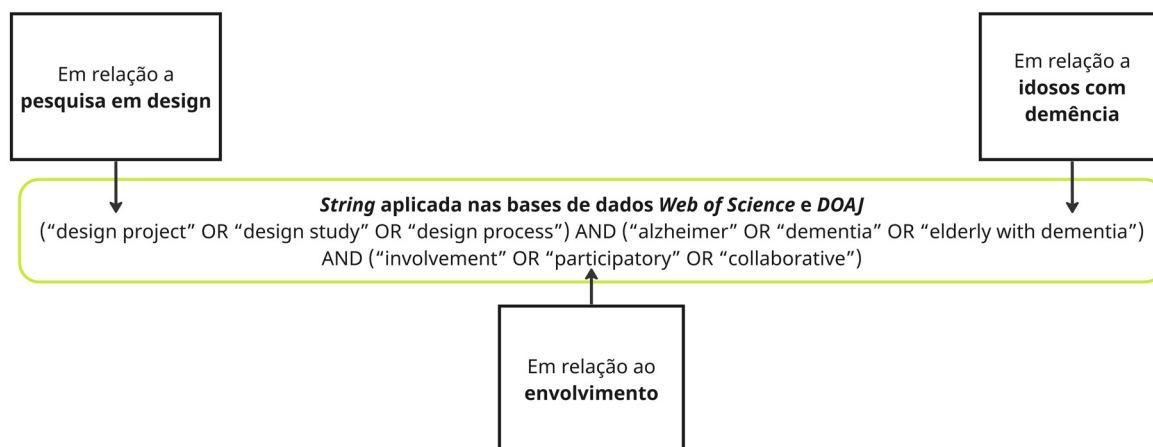 Em relação a
pesquisa em design
Em relação a
idosos com
demência
String aplicada nas bases de dados Web of Science e DOAJ
(“design project” OR “design study” OR “design process”) AND (“alzheimer” OR “dementia” OR “elderly with dementia”)
AND (“involvement” OR “participatory” OR “collaborative”)
Em relação ao
envolvimento